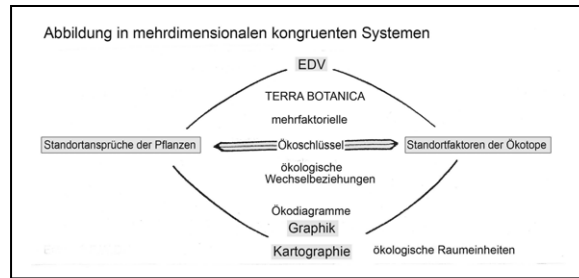 Abbildung in mehrdimensionalen kongruenten Systemen
EDV
TERRA BOTANICA
mehrfaktorielle
Standortansprüche der Pflanzen
Ökoschlüssel
Standortfaktoren der Ökotope
ökologische
Wechselbeziehungen
Ökodiagramme
Graphik
Kartographie
ökologische Raumeinheiten